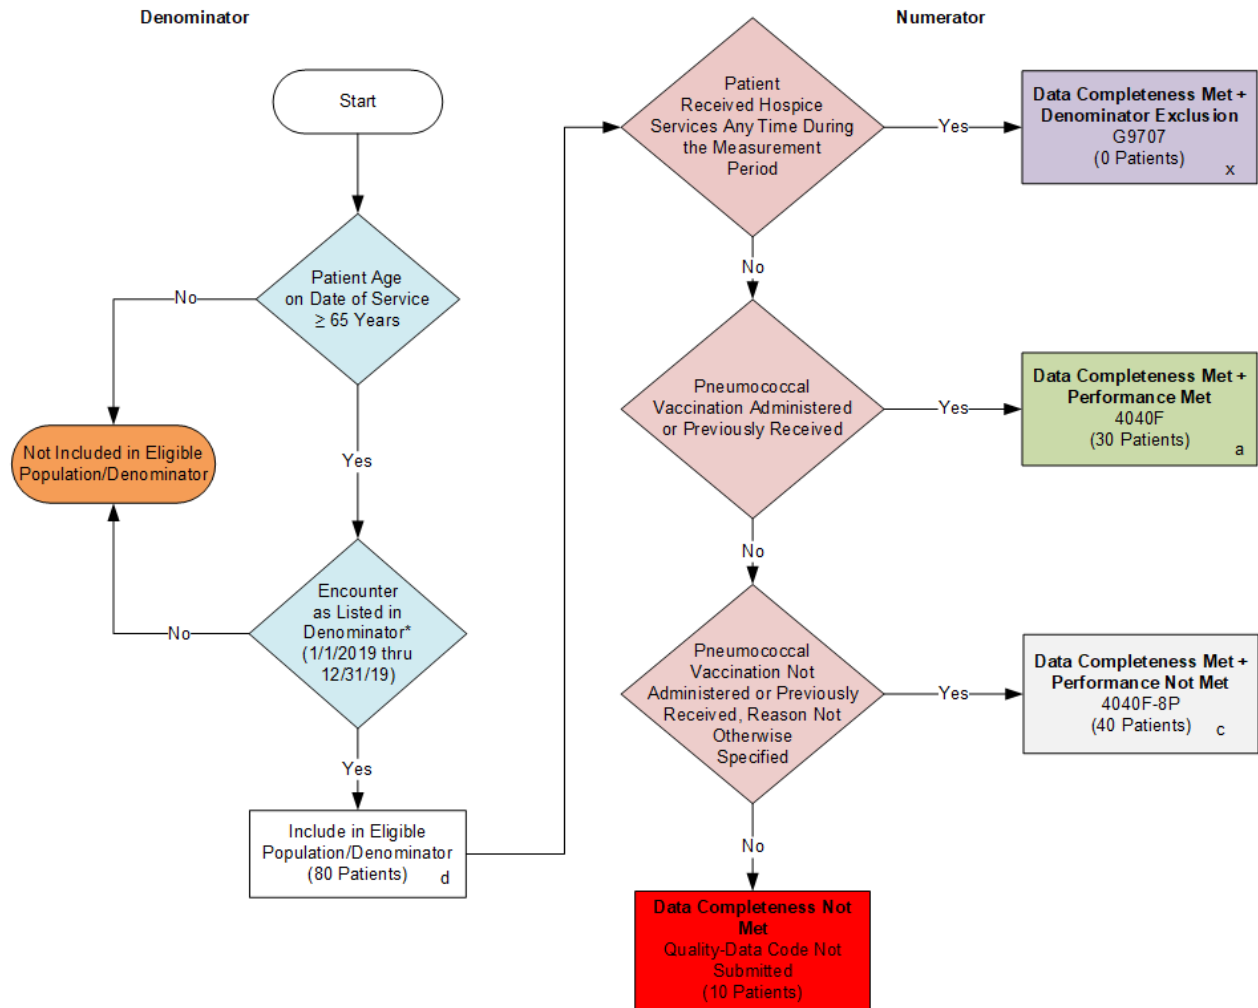 Denominator
Numerator
Start
Patient Age
on Date of Service
≥ 65 Years
No
Not Included in Eligible
Population/Denominator
Yes
Encounter
as Listed in
Denominator*
(1/1/2019 thru
12/31/19)
No
Yes
Include in Eligible
Population/Denominator
(80 Patients)
d
Patient
Received Hospice
Services Any Time During
the Measurement
Period
Yes
Data Completeness Met +
Denominator Exclusion
G9707
(0 Patients)
x
No
Pneumococcal
Vaccination Administered
or Previously Received
Yes
Data Completeness Met +
Performance Met
4040F
(30 Patients)
a
No
Pneumococcal
Vaccination Not
Administered or Previously
Received, Reason Not
Otherwise
Specified
Yes
Data Completeness Met +
Performance Not Met
4040F-8P
(40 Patients)
c
No
Data Completeness Not
Met
Quality-Data Code Not
Submitted
(10 Patients)